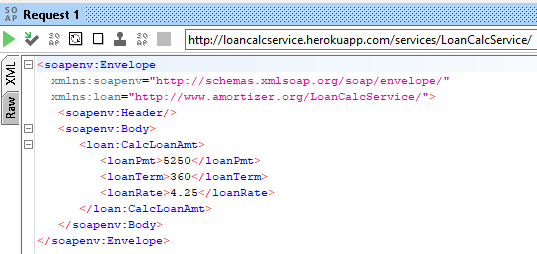 SO
AP
Request 1
SO
AP
http://loancalcservice.herokuapp.com/services/LoanCalcService/
XML
Raw
<soapenv:Envelope
xmlns:soapenv="http://schemas.xmlsoap.org/soap/envelope/"
xmlns:loan="http://www.amortizer.org/LoanCalcService/">
<soapenv:Header/>
<soapenv:Body>
<loan:CalcLoanAmt>
<loanPmt>5250</loanPmt>
<loanTerm>360</loanTerm>
<loanRate>4.25</loanRate>
</loan:CalcLoanAmt>
</soapenv:Body>
</soapenv:Envelope>